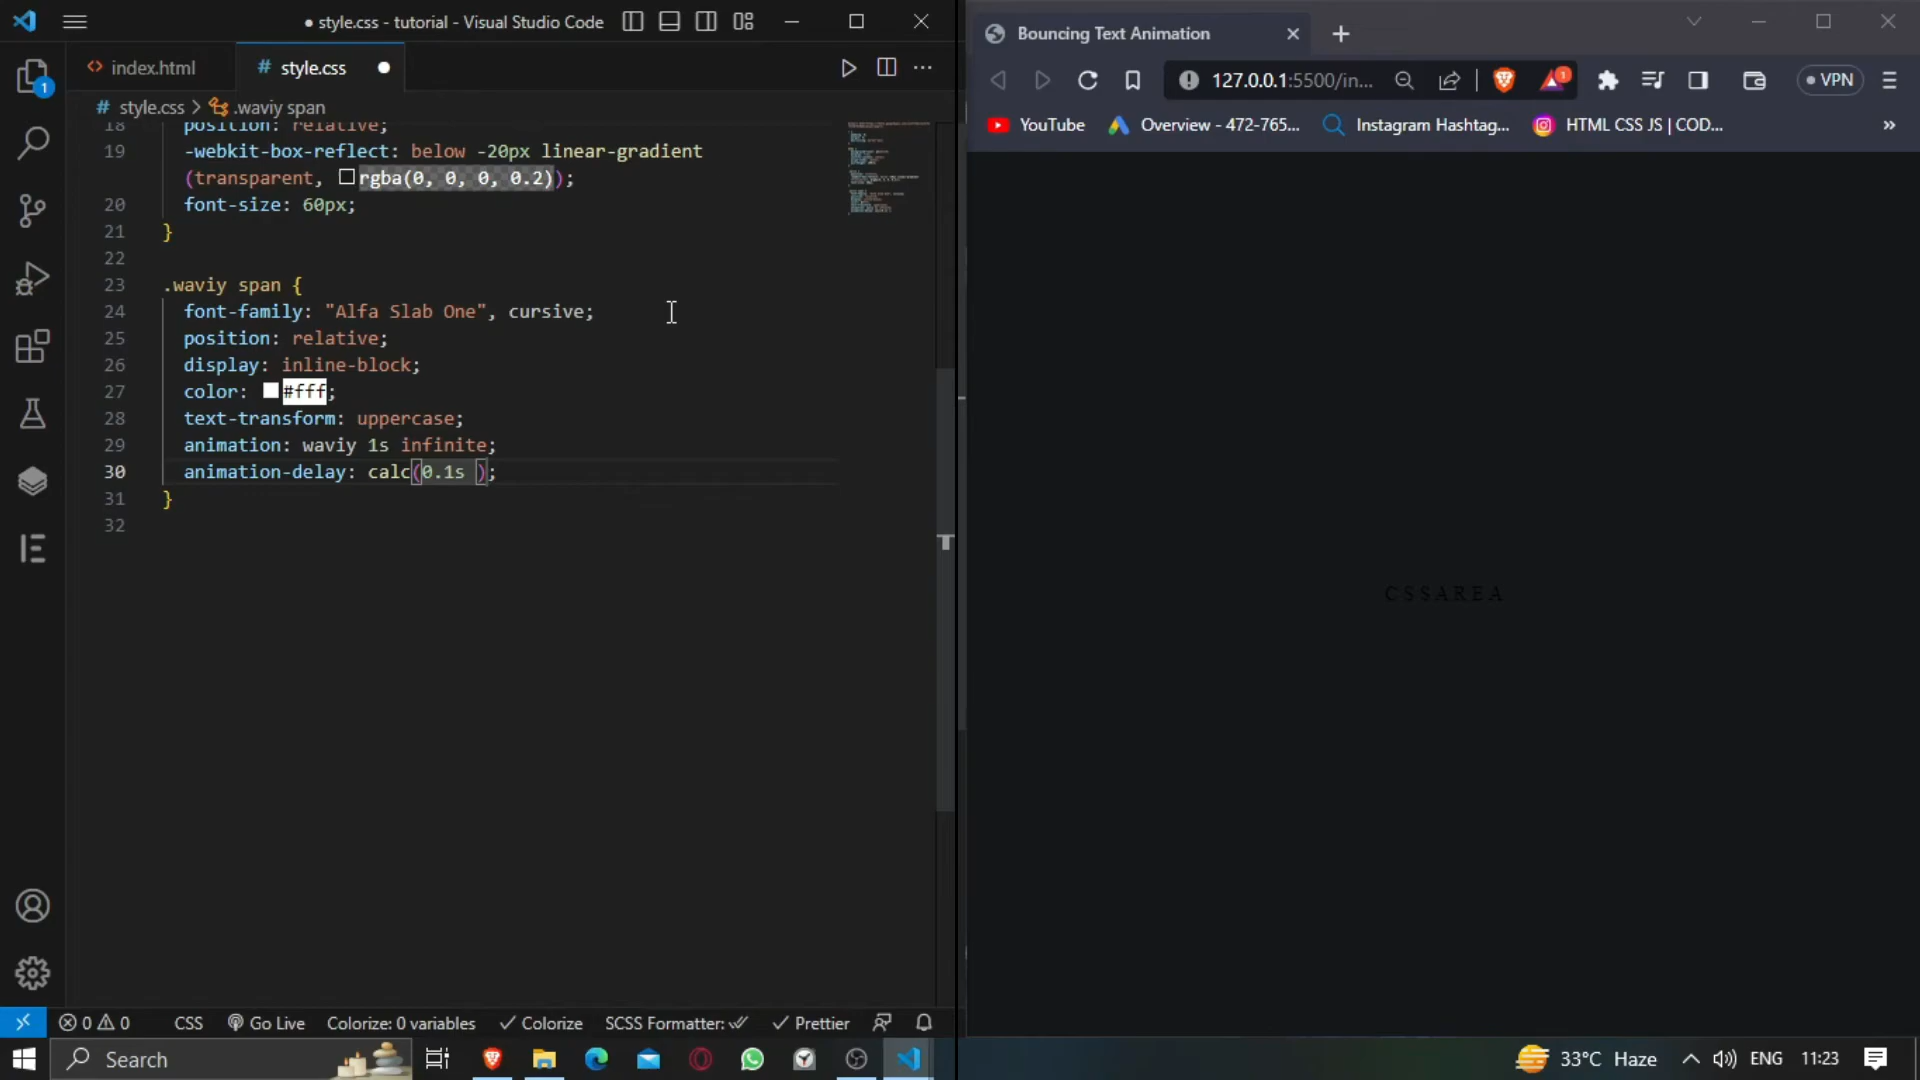 ● style.css - tutorial - Visual Studio Code
index.html
# style.css ●
# style.css > .waviy span
18 position: relative;
19 -webkit-box-reflect: below -20px linear-gradient
(transparent, rgba(0, 0, 0, 0.2));
20 font-size: 60px;
21 }
22
23 .waviy span {
24 font-family: "Alfa Slab One", cursive;
25 position: relative;
26 display: inline-block;
27 color: #fff;
28 text-transform: uppercase;
29 animation: waviy 1s infinite;
30 animation-delay: calc(0.1s );
31 }
32
1
0 0 CSS Go Live Colorize: 0 variables Colorize SCSS Formatter: Prettier
Bouncing Text Animation
127.0.0.1:5500/in... 1 VPN
YouTube Overview - 472-765... Instagram Hashtag... HTML CSS JS | COD... »
C S S A R E A
Search
33°C Haze ENG 11:23